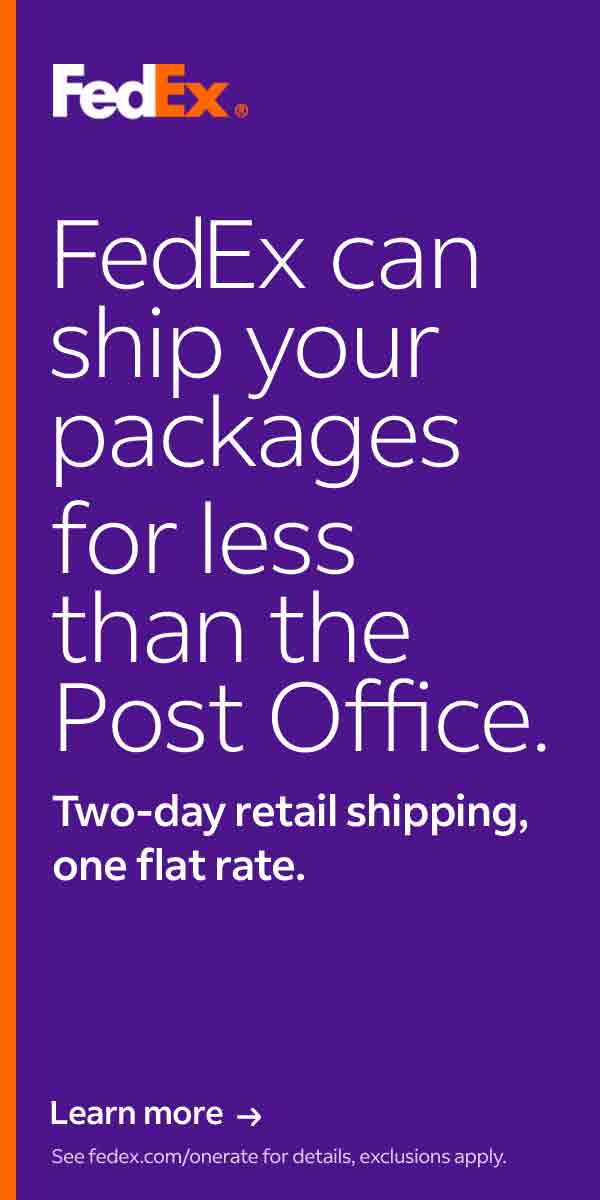 FedEx®
FedEx can
ship your
packages
for less
than the
Post Office.
Two-day retail shipping,
one flat rate.
Learn more →
See fedex.com/onerate for details, exclusions apply.